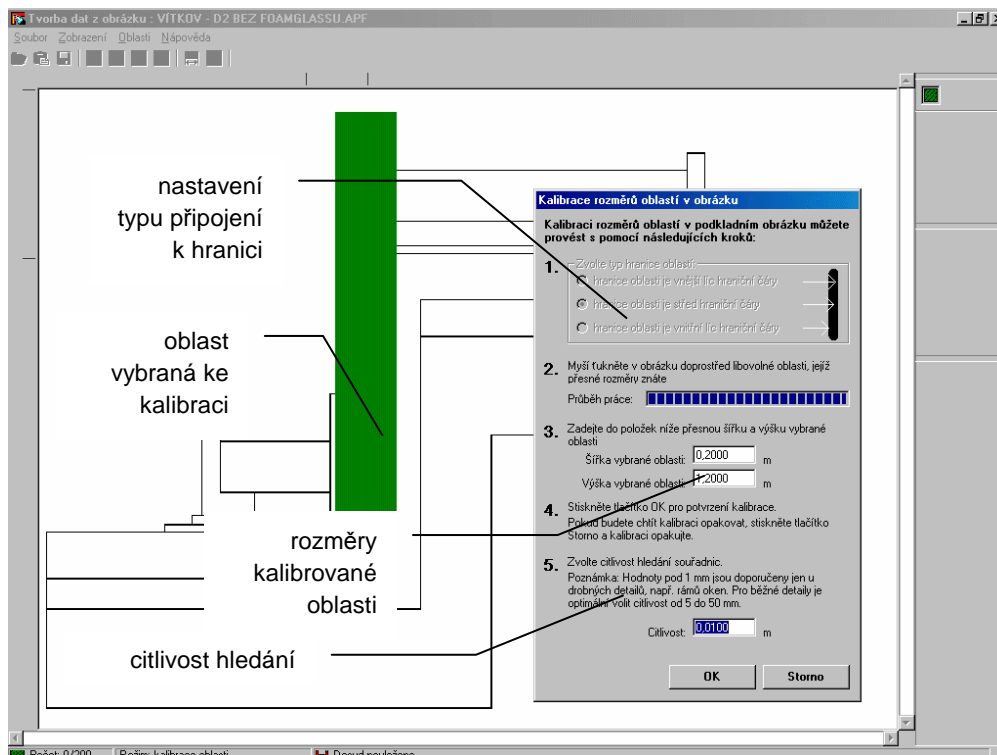 Tvorba dat z obrázku : VÍTKOV - D2 BEZ FOAMGLASSU.APF
Soubor Zobrazení Oblasti Nápověda
nastavení
typu připojení
k hranici
oblast
vybraná ke
kalibraci
rozměry
kalibrované
oblasti
citlivost hledání
Kalibrace rozměrů oblastí v obrázku
Kalibraci rozměrů oblastí v podkladním obrázku můžete
provést s pomocí následujících kroků:
1. Zvolte typ hranice oblastí:
hranice oblasti je vnější líc hraniční čáry
hranice oblasti je střed hraniční čáry
hranice oblasti je vnitřní líc hraniční čáry
2. Myší ťukněte v obrázku doprostřed libovolné oblasti, jejíž
přesné rozměry znáte
Průběh práce:
3. Zadejte do položek níže přesnou šířku a výšku vybrané
oblasti
Šířka vybrané oblasti: 0,2000 m
Výška vybrané oblasti: 1,2000 m
4. Stiskněte tlačítko OK pro potvrzení kalibrace.
Pokud budete chtít kalibraci opakovat, stiskněte tlačítko
Storno a kalibraci opakujte.
5. Zvolte citlivost hledání souřadnic.
Poznámka: Hodnoty pod 1 mm jsou doporučeny jen u
drobných detailů, např. rámů oken. Pro běžné detaily je
optimální volit citlivost od 5 do 50 mm.
Citlivost: 0,0100 m
OK Storno
Počet: 0/200 Režim: kalibrace oblasti Dosud neuloženo